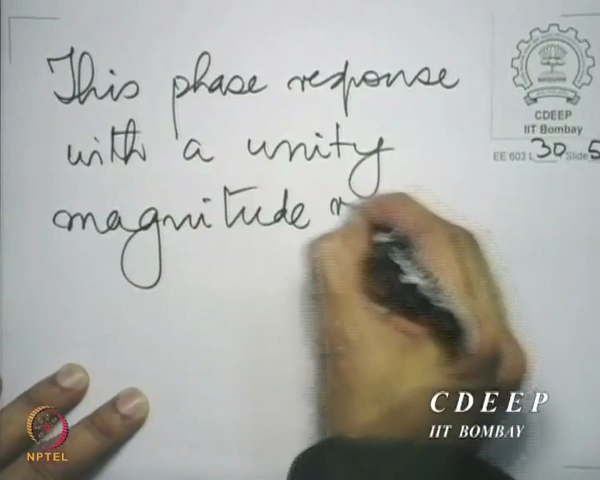 This phase response
with a unity
magnitude r
CDEEP
IIT Bombay
EE 603 L 30 Slide 5
CDEEP
IIT BOMBAY
NPTEL